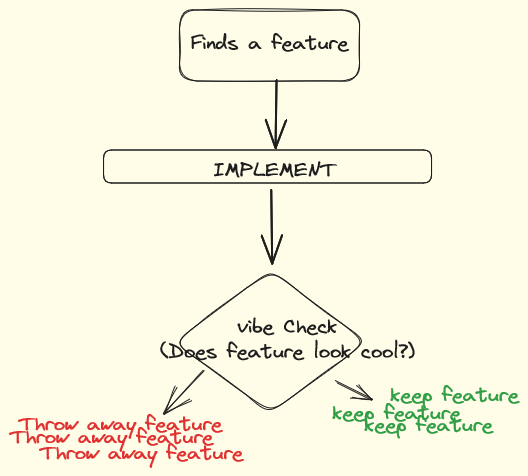 Finds a feature
IMPLEMENT
vibe Check
(Does feature look cool?)
Throw away feature
Throw away feature
Throw away feature
keep feature
keep feature
keep feature